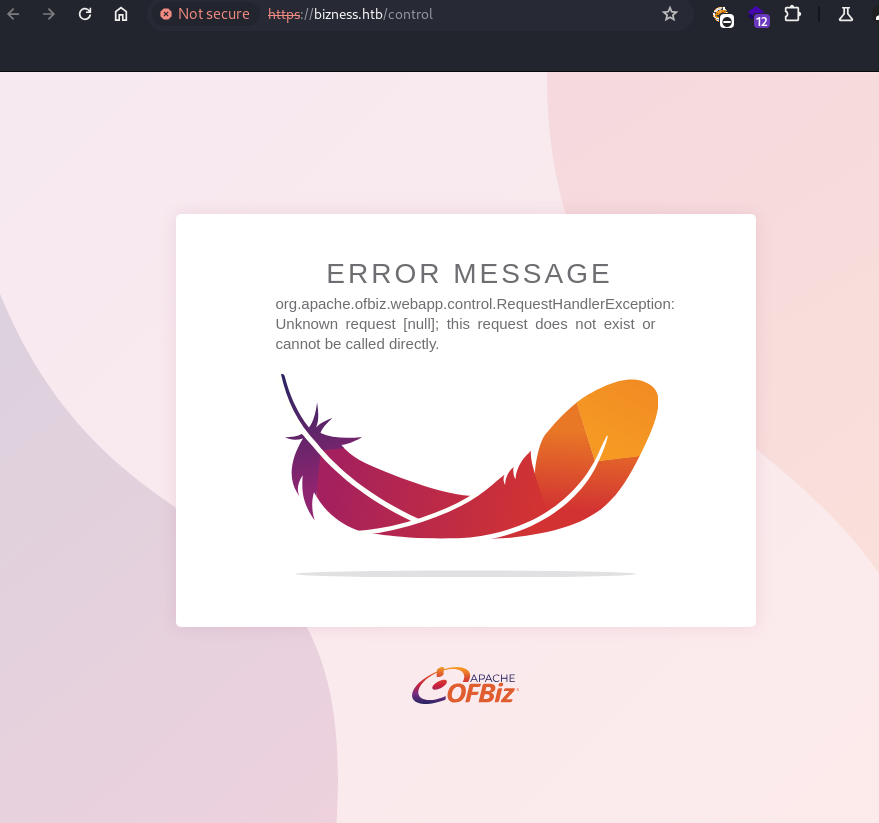 Not secure https://bizness.htb/control
12
ERROR MESSAGE
org.apache.ofbiz.webapp.control.RequestHandlerException:
Unknown request [null]; this request does not exist or
cannot be called directly.
APACHE
OFBiz